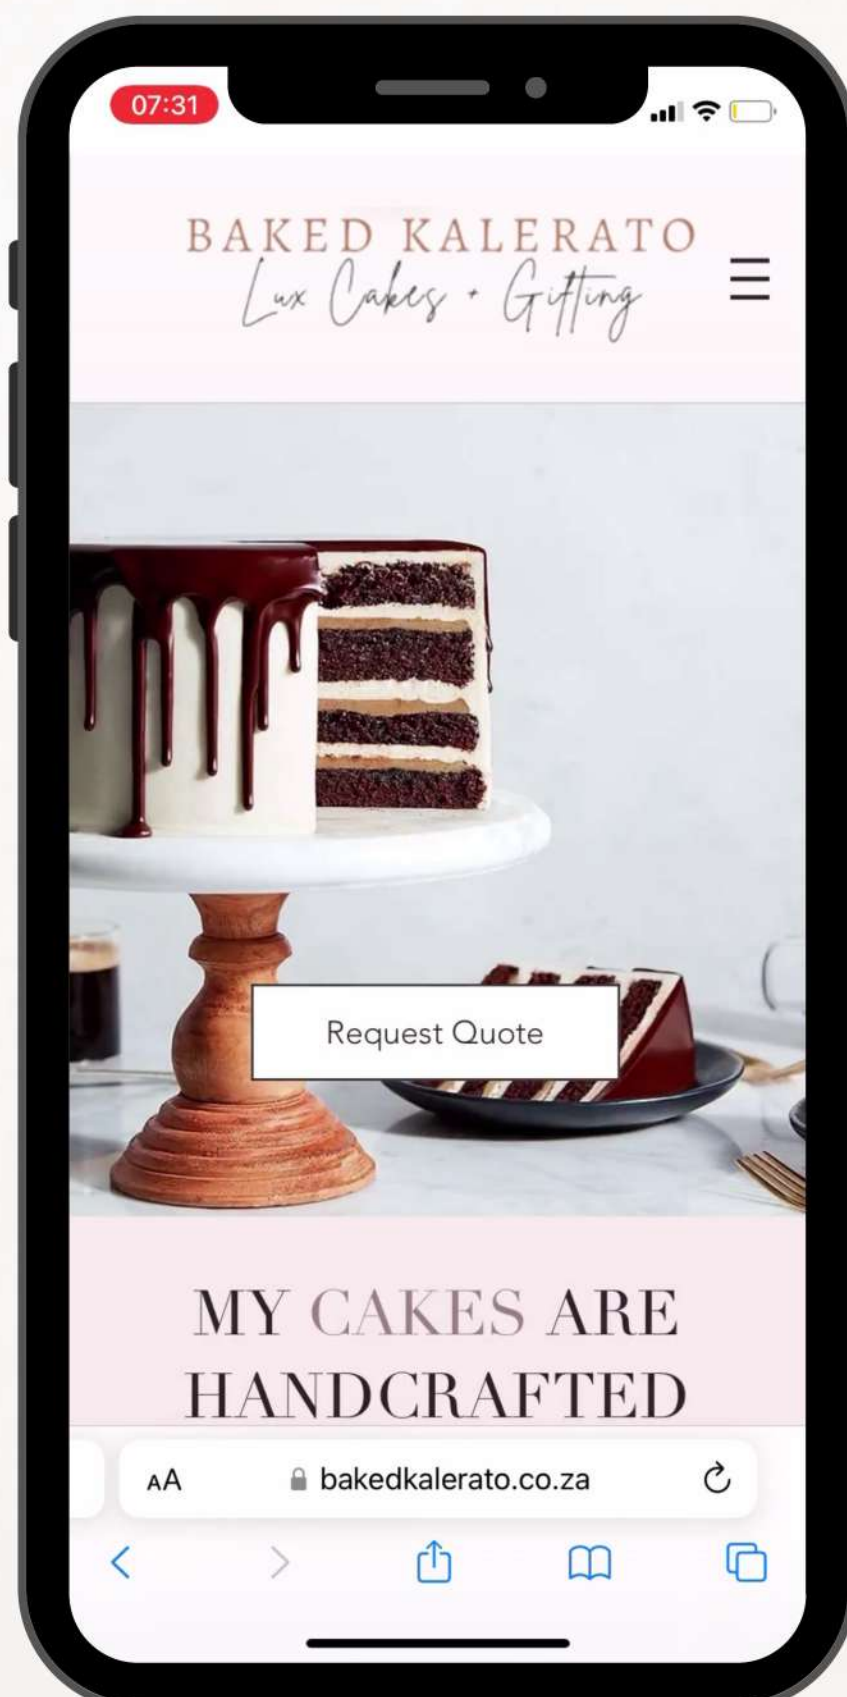 07:31
BAKED KALERATO
Lux Cakes + Gifting
Request Quote
MY CAKES ARE
HANDCRAFTED
AA
bakedkalerato.co.za